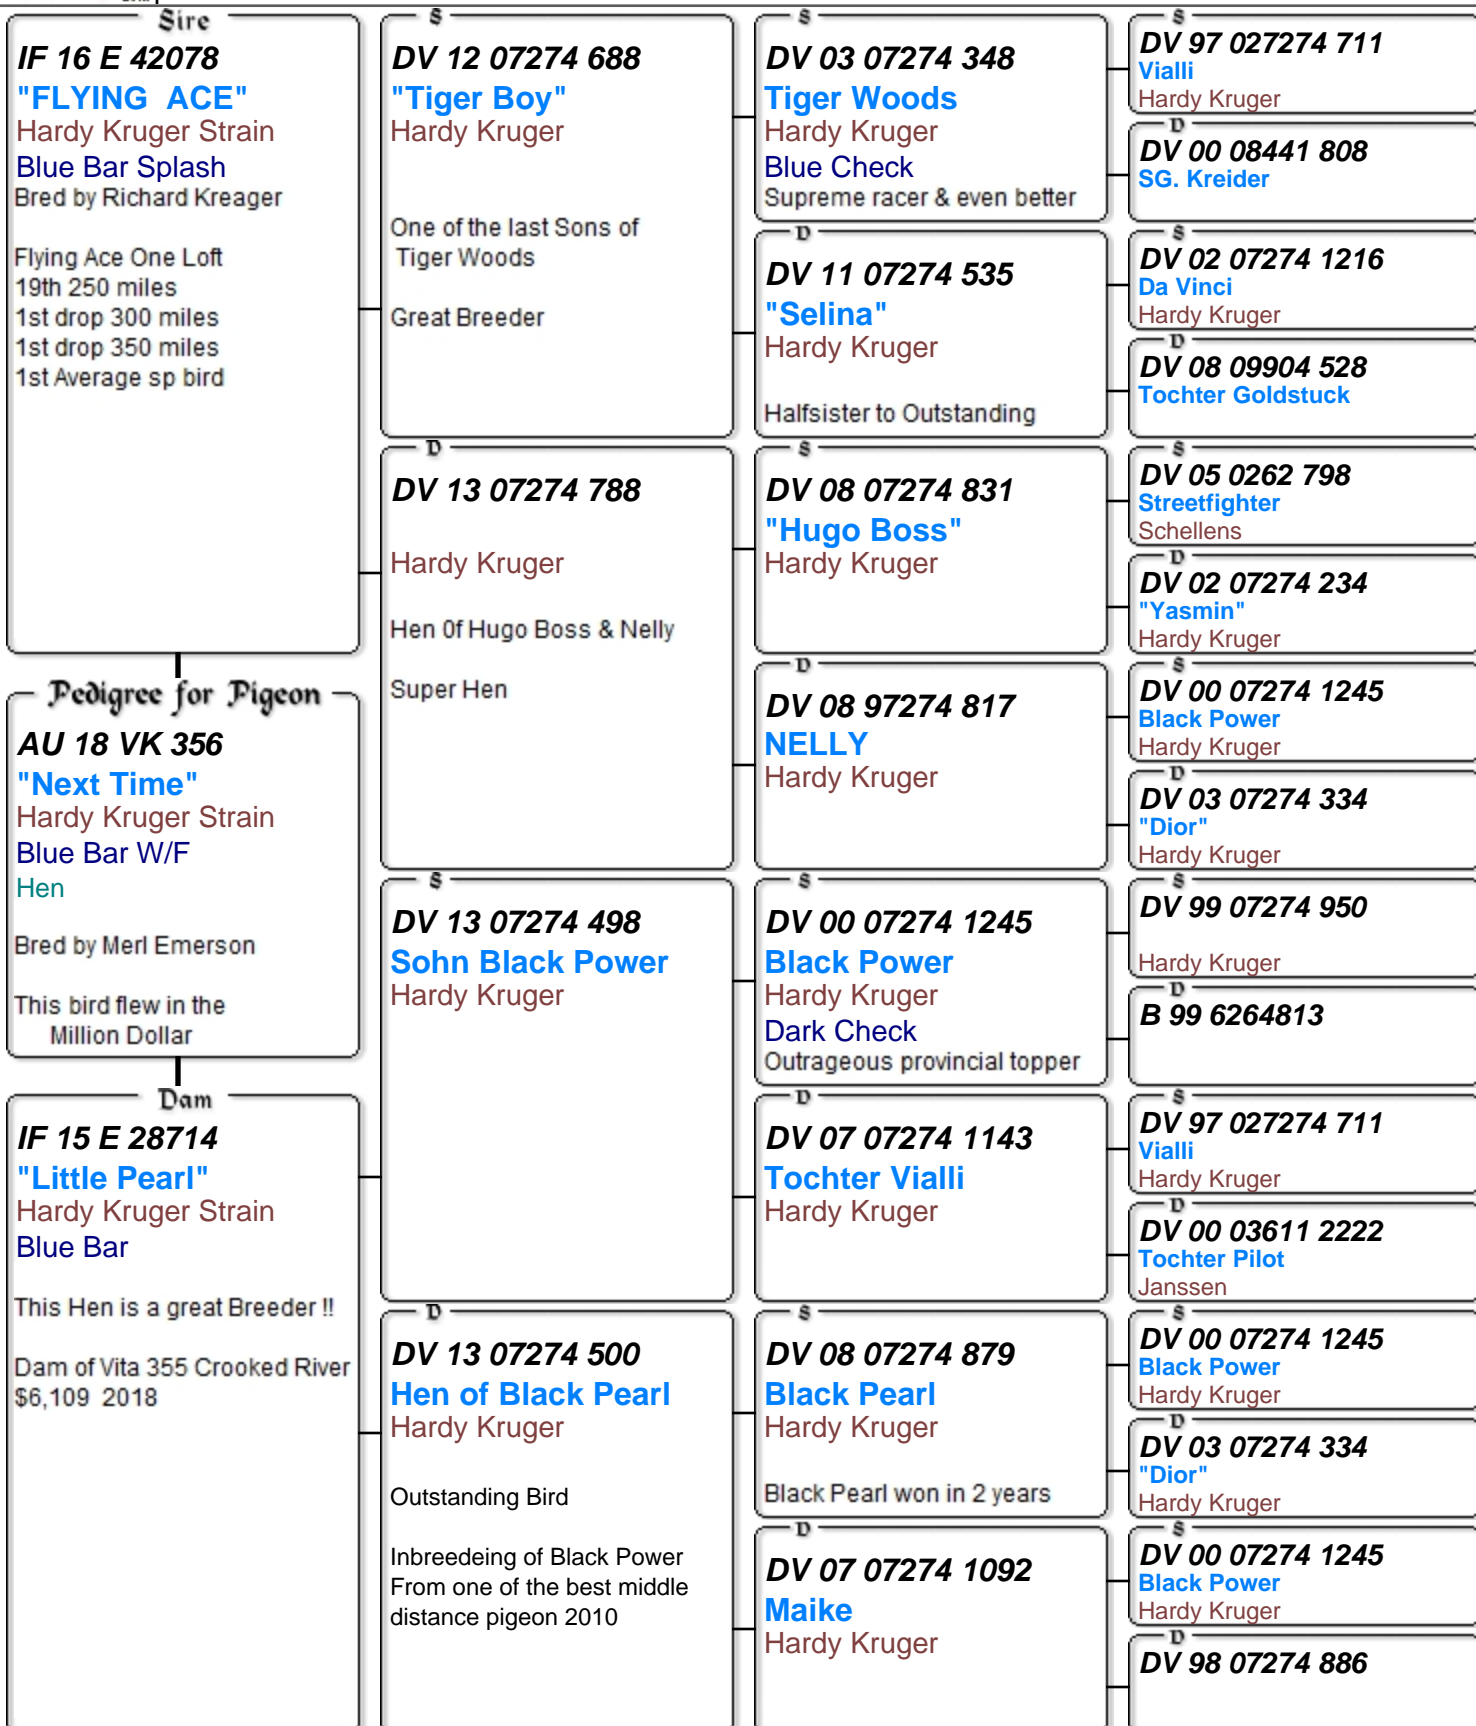 Sire
IF 16 E 42078
"FLYING  ACE"
Hardy Kruger Strain
Blue Bar Splash
Bred by Richard Kreager
Flying Ace One Loft
19th 250 miles
1st drop 300 miles
1st drop 350 miles
1st Average sp bird
Pedigree for Pigeon
AU 18 VK 356
"Next Time"
Hardy Kruger Strain
Blue Bar W/F
Hen
Bred by Merl Emerson
This bird flew in the
Million Dollar
Dam
IF 15 E 28714
"Little Pearl"
Hardy Kruger Strain
Blue Bar
This Hen is a great Breeder !!
Dam of Vita 355 Crooked River
$6,109  2018
S
DV 12 07274 688
"Tiger Boy"
Hardy Kruger
One of the last Sons of
Tiger Woods
Great Breeder
D
DV 13 07274 788
Hardy Kruger
Hen 0f Hugo Boss & Nelly
Super Hen
S
DV 13 07274 498
Sohn Black Power
Hardy Kruger
D
DV 13 07274 500
Hen of Black Pearl
Hardy Kruger
Outstanding Bird
Inbreedeing of Black Power
From one of the best middle
distance pigeon 2010
S
DV 03 07274 348
Tiger Woods
Hardy Kruger
Blue Check
Supreme racer & even better
D
DV 11 07274 535
"Selina"
Hardy Kruger
Halfsister to Outstanding
S
DV 08 07274 831
"Hugo Boss"
Hardy Kruger
D
DV 08 97274 817
NELLY
Hardy Kruger
S
DV 00 07274 1245
Black Power
Hardy Kruger
Dark Check
Outrageous provincial topper
D
DV 07 07274 1143
Tochter Vialli
Hardy Kruger
S
DV 08 07274 879
Black Pearl
Hardy Kruger
Black Pearl won in 2 years
D
DV 07 07274 1092
Maike
Hardy Kruger
S
DV 97 027274 711
Vialli
Hardy Kruger
D
DV 00 08441 808
SG. Kreider
S
DV 02 07274 1216
Da Vinci
Hardy Kruger
D
DV 08 09904 528
Tochter Goldstuck
S
DV 05 0262 798
Streetfighter
Schellens
D
DV 02 07274 234
"Yasmin"
Hardy Kruger
S
DV 00 07274 1245
Black Power
Hardy Kruger
D
DV 03 07274 334
"Dior"
Hardy Kruger
S
DV 99 07274 950
Hardy Kruger
D
B 99 6264813
S
DV 97 027274 711
Vialli
Hardy Kruger
D
DV 00 03611 2222
Tochter Pilot
Janssen
S
DV 00 07274 1245
Black Power
Hardy Kruger
D
DV 03 07274 334
"Dior"
Hardy Kruger
S
DV 00 07274 1245
Black Power
Hardy Kruger
D
DV 98 07274 886